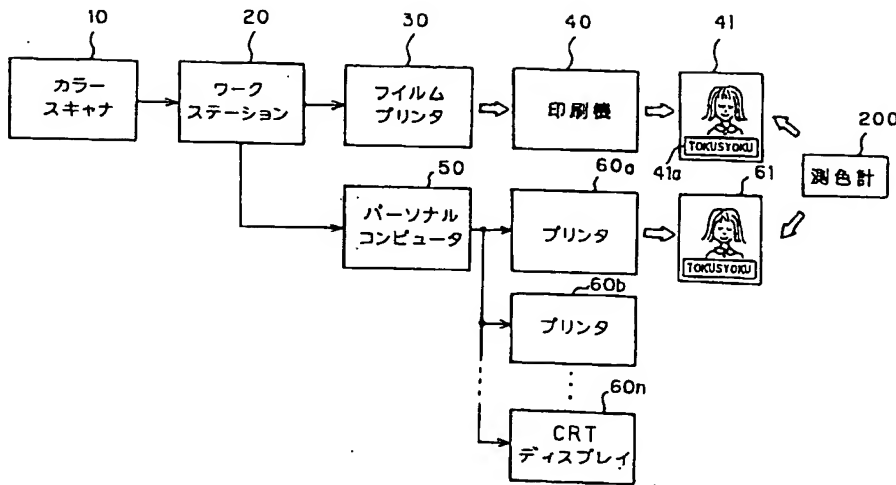 10
20
30
40
41
カラー
スキャナ
ワーク
ステーション
フイルム
プリンタ
印刷機
TOKUSYOKU
41a
200
測色計
50
60a
61
パーソナル
コンピュータ
プリンタ
TOKUSYOKU
60b
プリンタ
60n
CRT
ディスプレイ